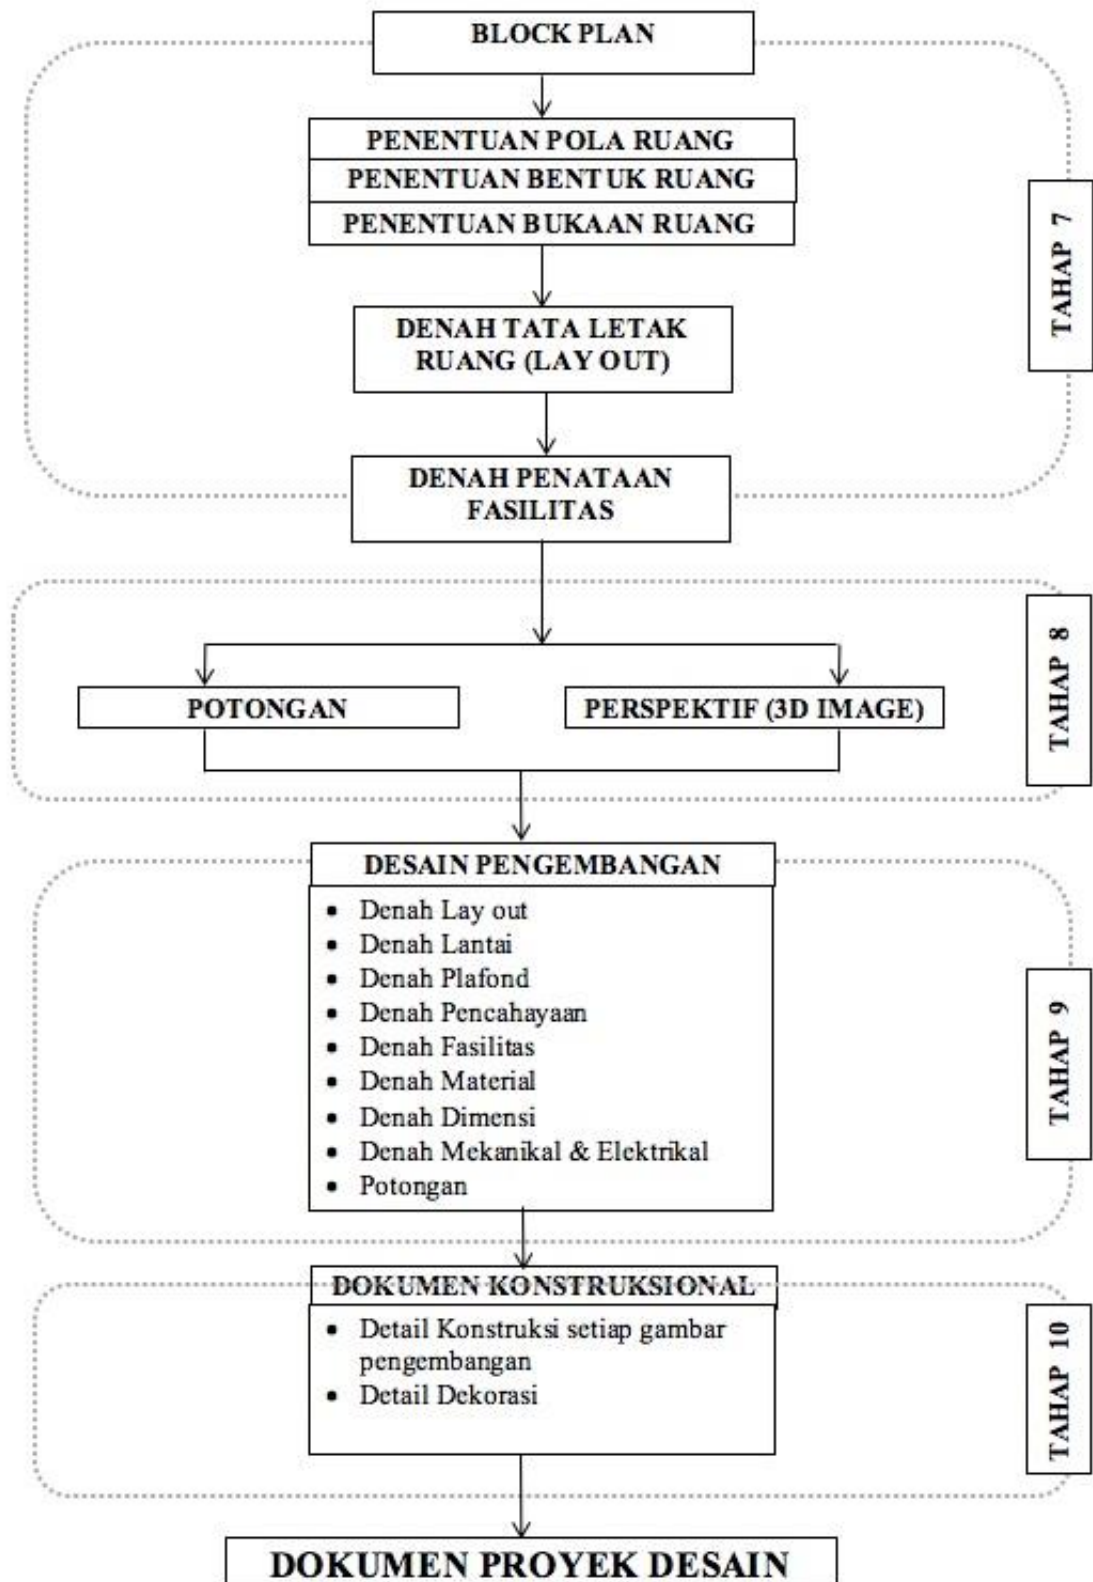 BLOCK PLAN
PENENTUAN POLA RUANG
PENENTUAN BENTUK RUANG
PENENTUAN BUKAAN RUANG
TAHAP 7
DENAH TATA LETAK
RUANG (LAY OUT)
DENAH PENATAAN
FASILITAS
TAHAP 8
POTONGAN
PERSPEKTIF (3D IMAGE)
DESAIN PENGEMBANGAN
• Denah Lay out
• Denah Lantai
• Denah Plafond
• Denah Pencahayaan
• Denah Fasilitas
• Denah Material
• Denah Dimensi
• Denah Mekanikal & Elektrikal
• Potongan
TAHAP 9
DOKUMEN KONSTRUKSIONAL
• Detail Konstruksi setiap gambar
pengembangan
• Detail Dekorasi
TAHAP 10
DOKUMEN PROYEK DESAIN